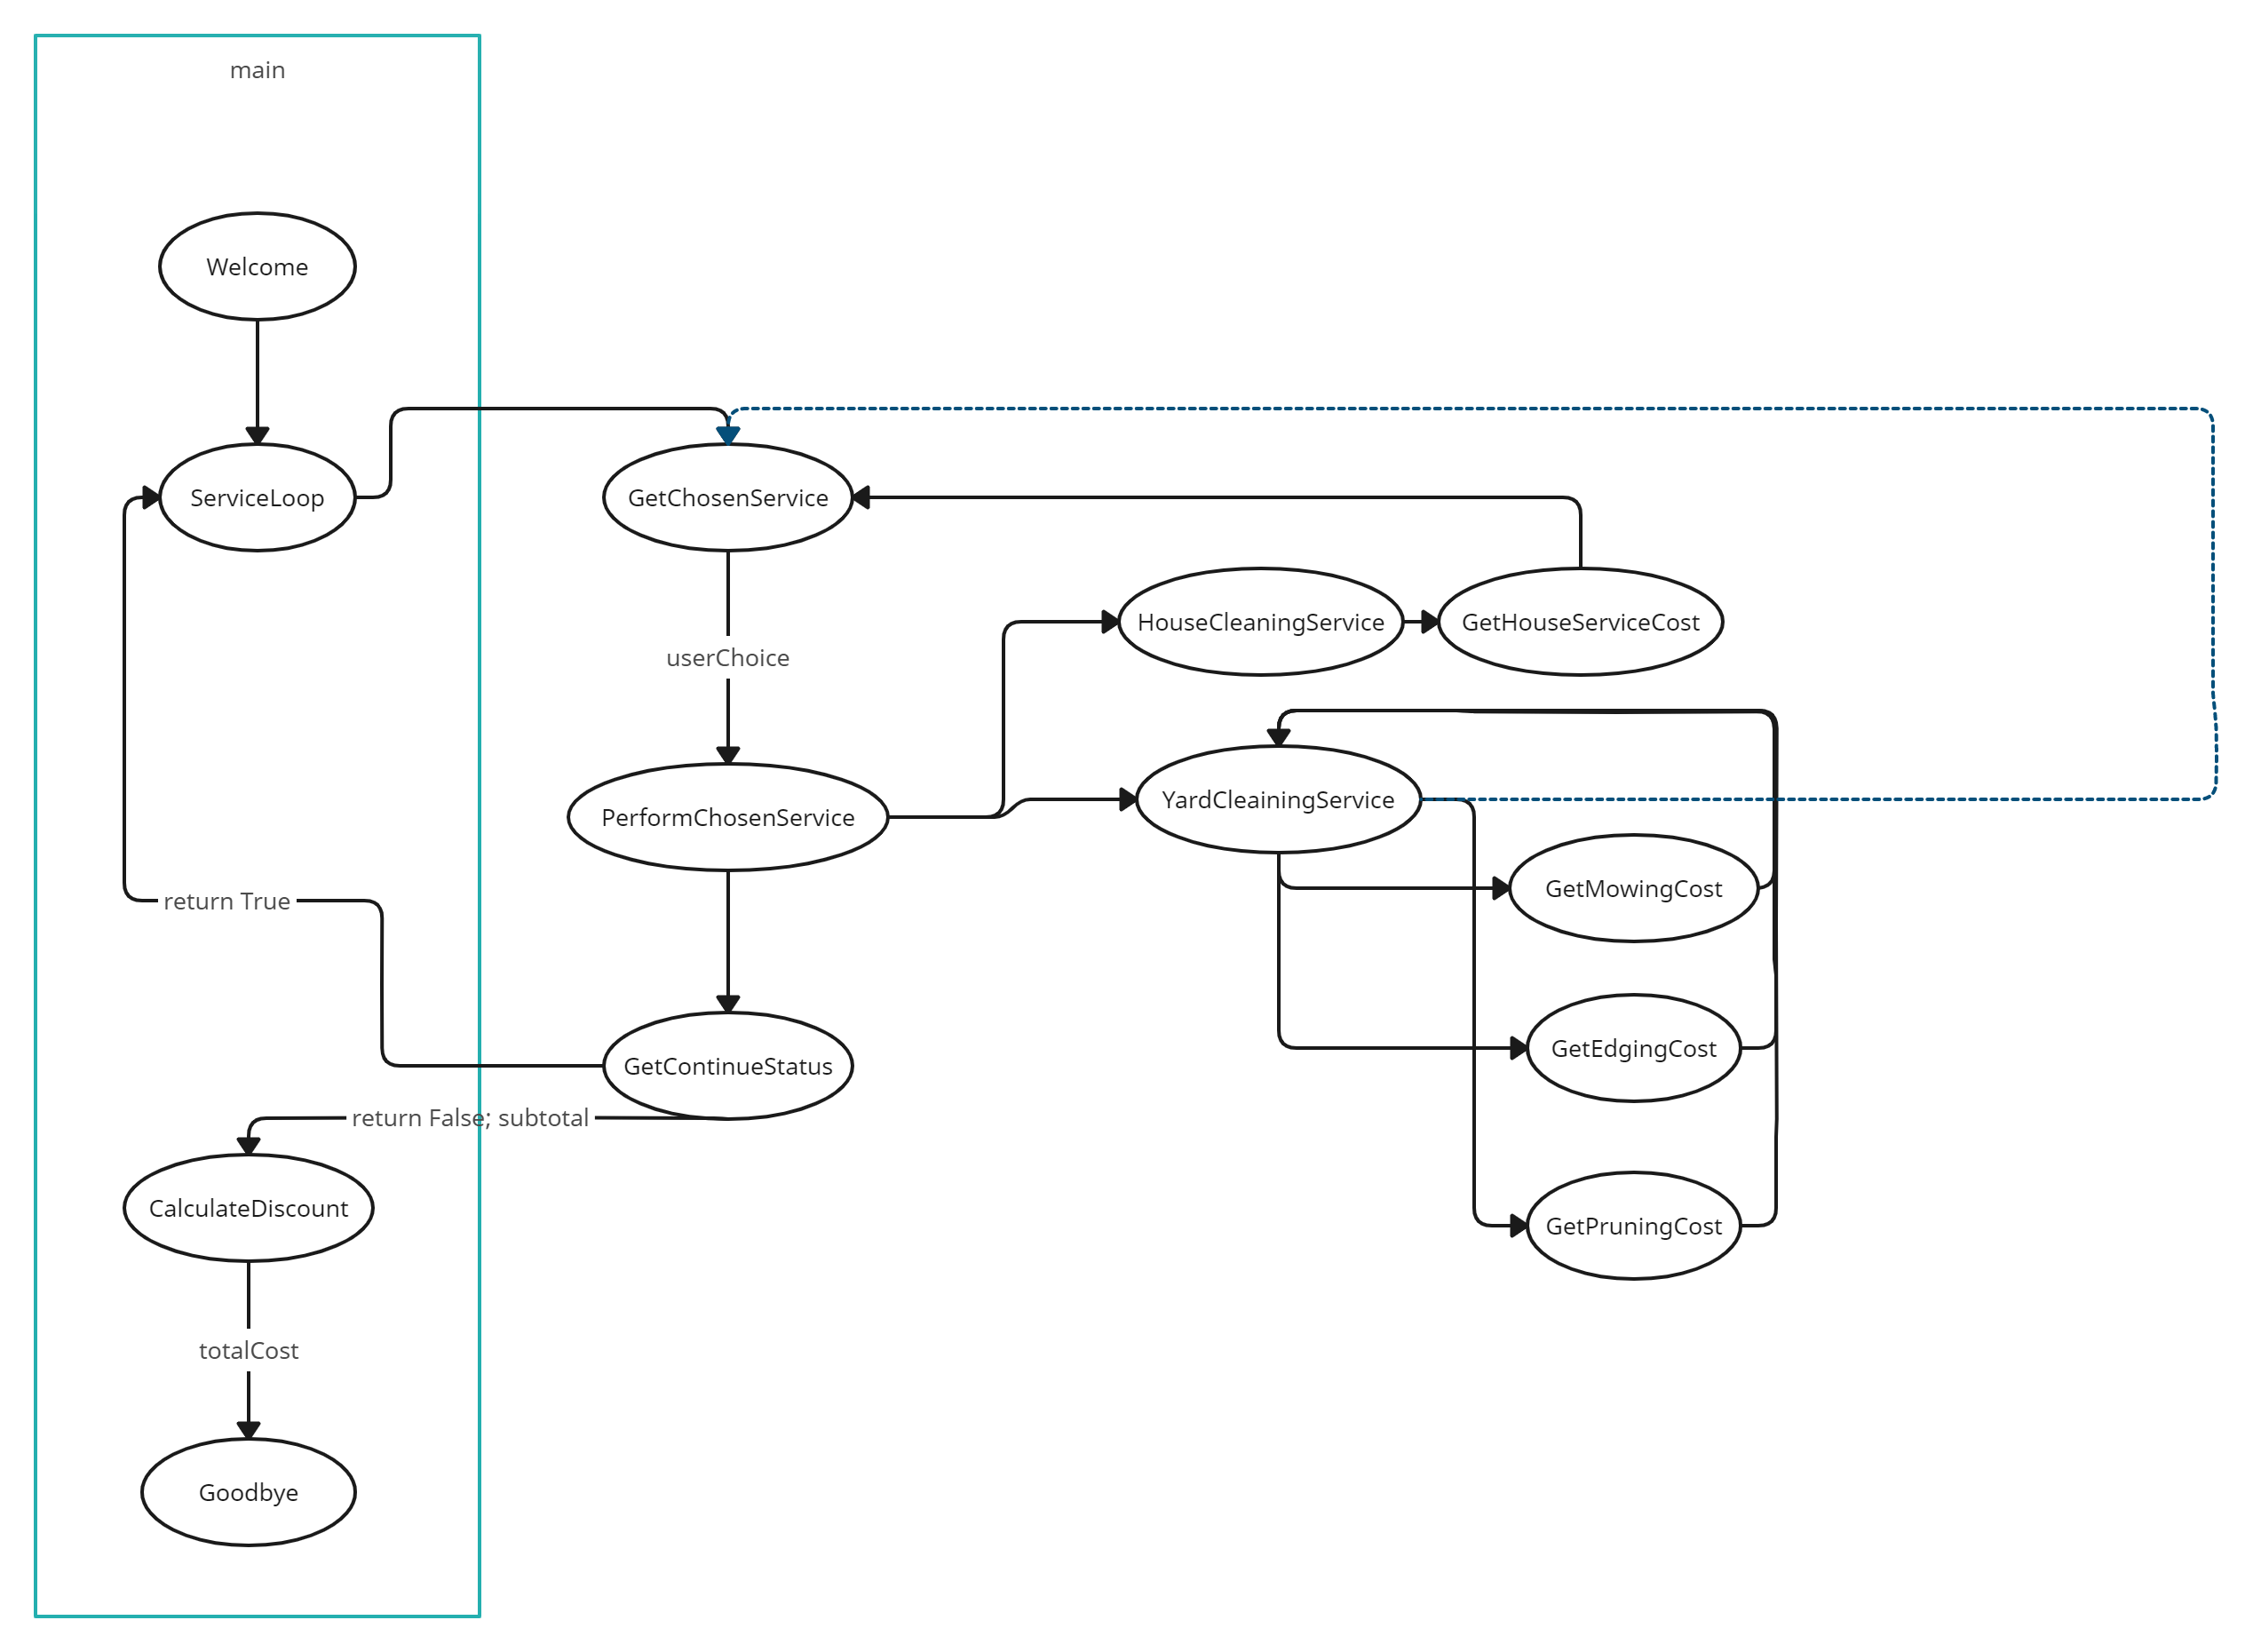 main
Welcome
ServiceLoop
GetChosenService
HouseCleaningService
GetHouseServiceCost
userChoice
YardCleainingService
PerformChosenService
GetMowingCost
return True
GetEdgingCost
GetContinueStatus
return False; subtotal
CalculateDiscount
GetPruningCost
totalCost
Goodbye